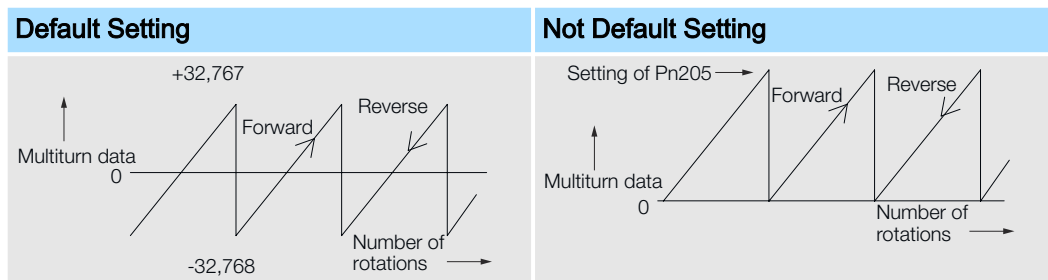 Default Setting
+32,767
Reverse
Forward
Multiturn data
0
Number of
rotations
-32,768
Not Default Setting
Setting of Pn205
Forward
Reverse
Multiturn data
0
Number of
rotations